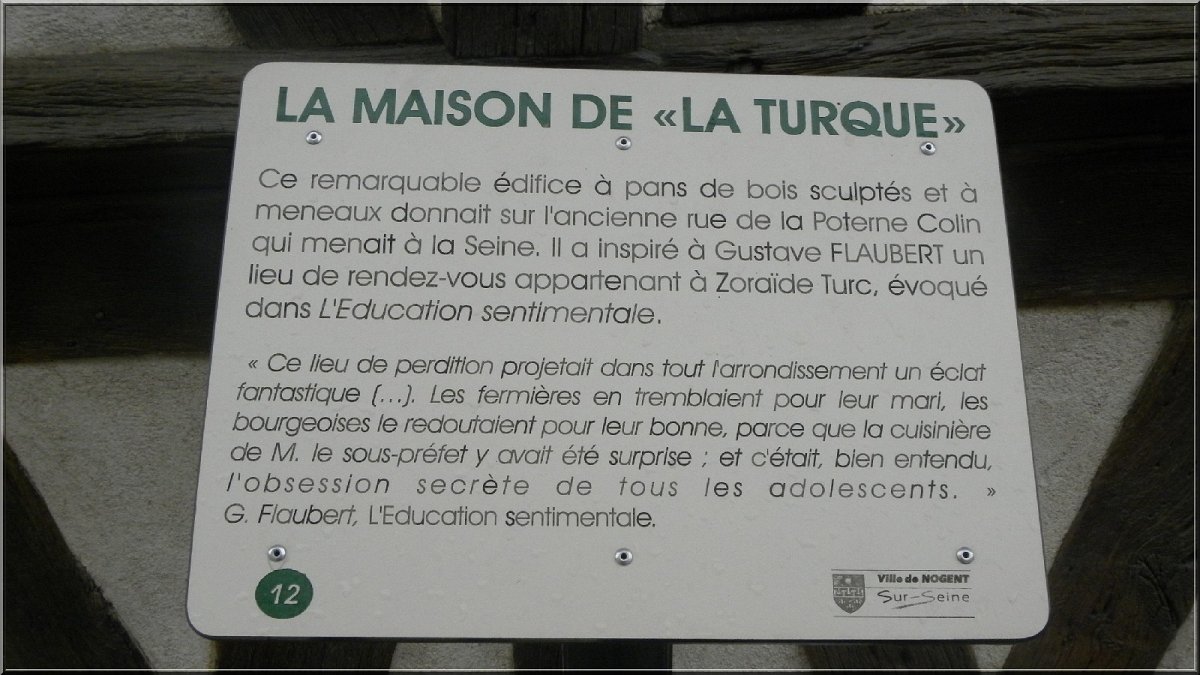 LA MAISON DE «LA TURQUE»
Ce remarquable édifice à pans de bois sculptés et à
meneaux donnait sur l'ancienne rue de la Poterne Colin
qui menait à la Seine. Il a inspiré à Gustave FLAUBERT un
lieu de rendez-vous appartenant à Zoraïde Turc, évoqué
dans L'Education sentimentale.
« Ce lieu de perdition projetait dans tout l'arrondissement un éclat
fantastique (...). Les fermières en tremblaient pour leur mari, les
bourgeoises le redoutaient pour leur bonne, parce que la cuisinière
de M. le sous-préfet y avait été surprise ; et c'était, bien entendu,
l'obsession secrète de tous les adolescents. »
G. Flaubert, L'Education sentimentale.
12
Ville de NOGENT
Sur-Seine